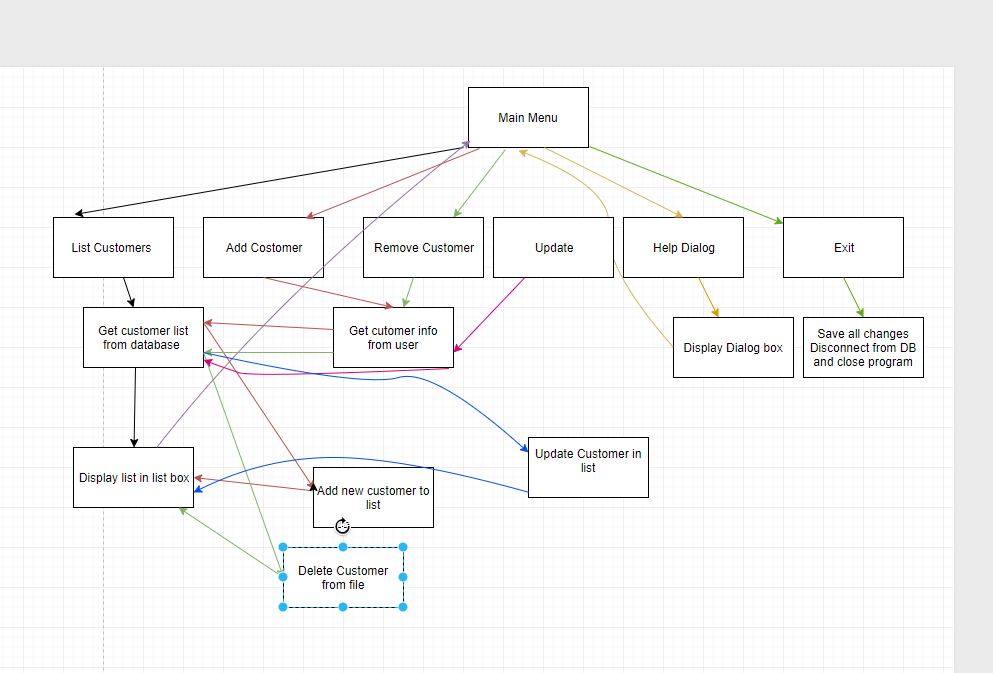 Main Menu
List Customers
Add Costomer
Remove Customer
Update
Help Dialog
Exit
Get customer list
from database
Get cutomer info
from user
Display Dialog box
Save all changes
Disconnect from DB
and close program
Display list in list box
Add new customer to
list
Update Customer in
list
Delete Customer
from file